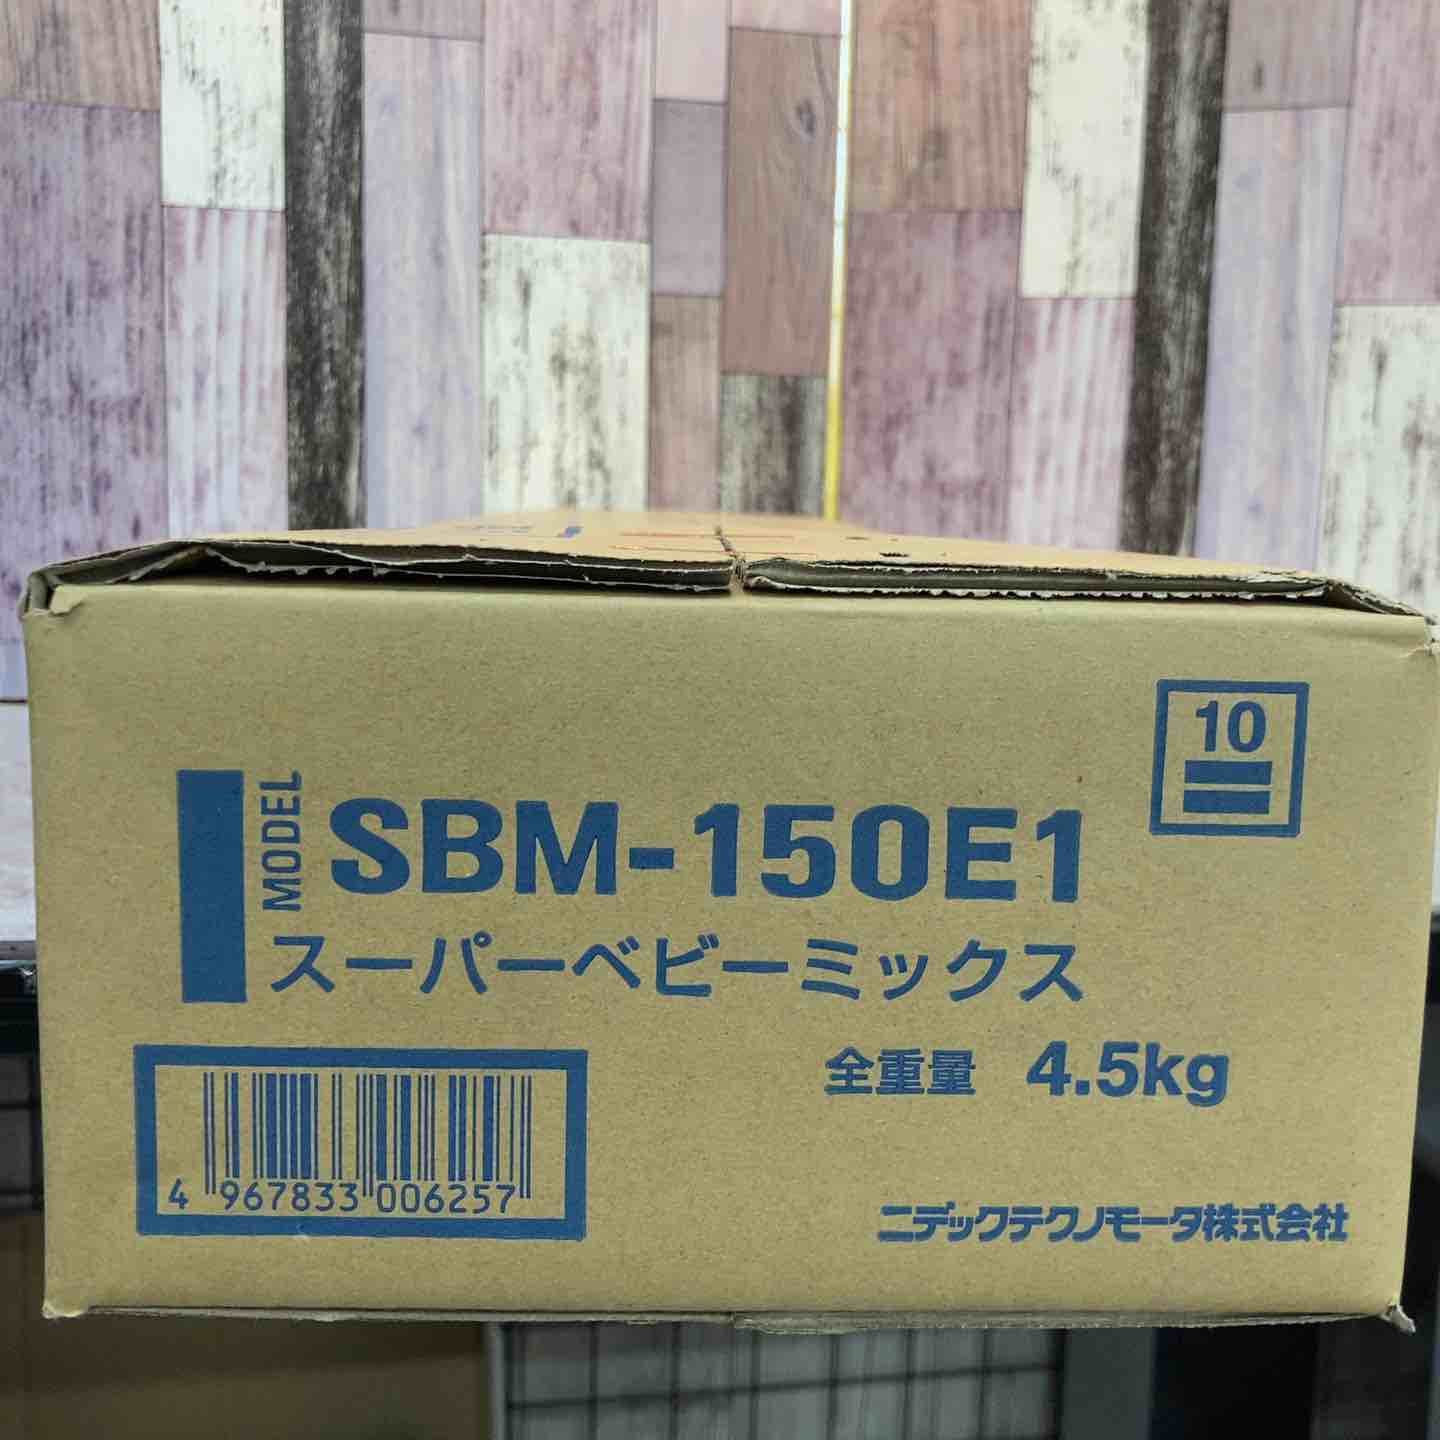 10
MODEL
SBM-150E1
スーパーベビーミックス
全重量 4.5kg
4 967833 006257
ニデックテクノモータ株式会社